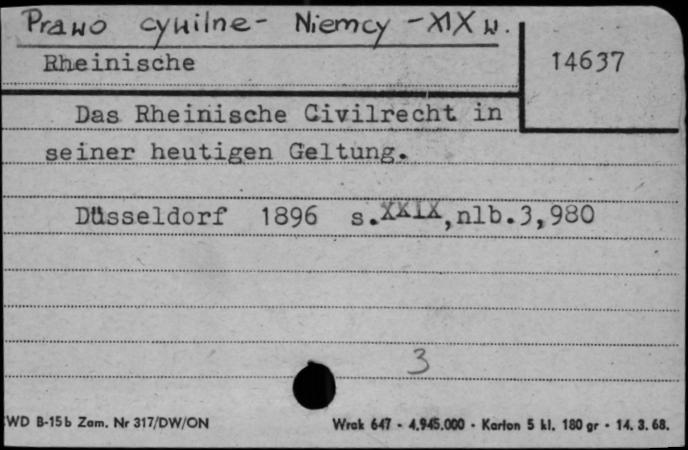 Prawo cywilne - Niemcy - XIX w.
Rheinische
14637
Das Rheinische Civilrecht in
seiner heutigen Geltung.
Düsseldorf 1896 s.XXIX,nlb.3,980
3
WD B-15b Zam. Nr 317/DW/ON
Wrak 647 - 4.945.000 - Karton 5 kl. 180 gr - 14. 3. 68.